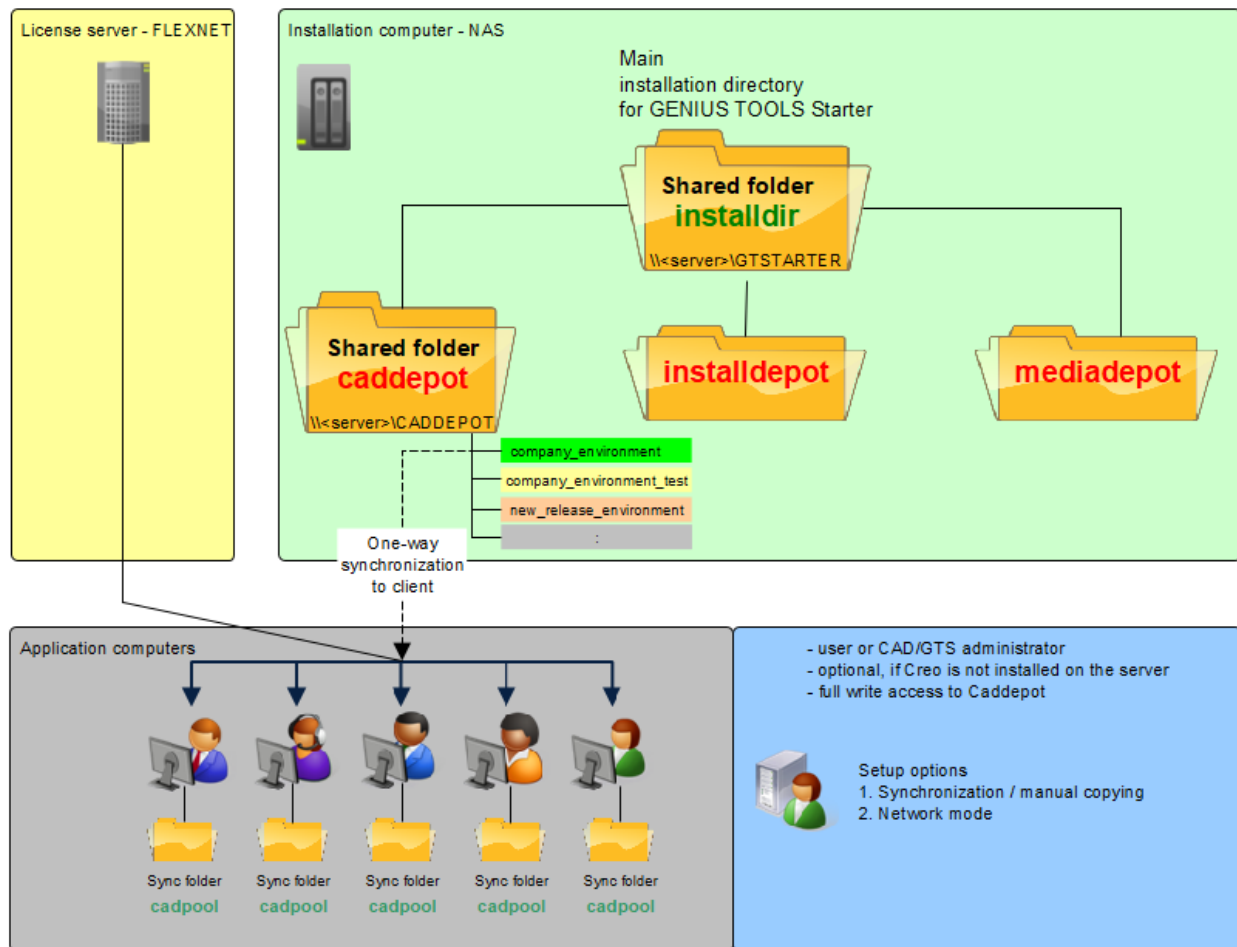 License server - FLEXNET
Installation computer - NAS
Main
installation directory
for GENIUS TOOLS Starter
Shared folder
installdir
\\<server>\GTSTARTER
Shared folder
caddepot
\\<server>\CADDEPOT
installdepot
mediadepot
company_environment
company_environment_test
new_release_environment
:
One-way
synchronization
to client
Application computers
Sync folder
cadpool
Sync folder
cadpool
Sync folder
cadpool
Sync folder
cadpool
Sync folder
cadpool
- user or CAD/GTS administrator
- optional, if Creo is not installed on the server
- full write access to Caddepot
Setup options
1. Synchronization / manual copying
2. Network mode